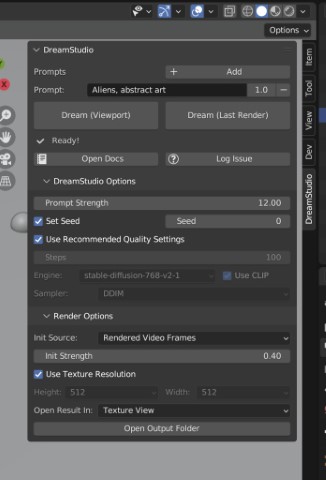 Options
DreamStudio
Prompts
+ Add
Prompt: Aliens, abstract art 1.0 −
Dream (Viewport) Dream (Last Render)
Ready!
Open Docs Log Issue
DreamStudio Options
Prompt Strength 12.00
Set Seed Seed 0
Use Recommended Quality Settings
Steps 100
Engine: stable-diffusion-768-v2-1 Use CLIP
Sampler: DDIM
Render Options
Init Source: Rendered Video Frames
Init Strength 0.40
Use Texture Resolution
Height: 512 Width: 512
Open Result In: Texture View
Open Output Folder
Item
Tool
View
Dev
DreamStudio